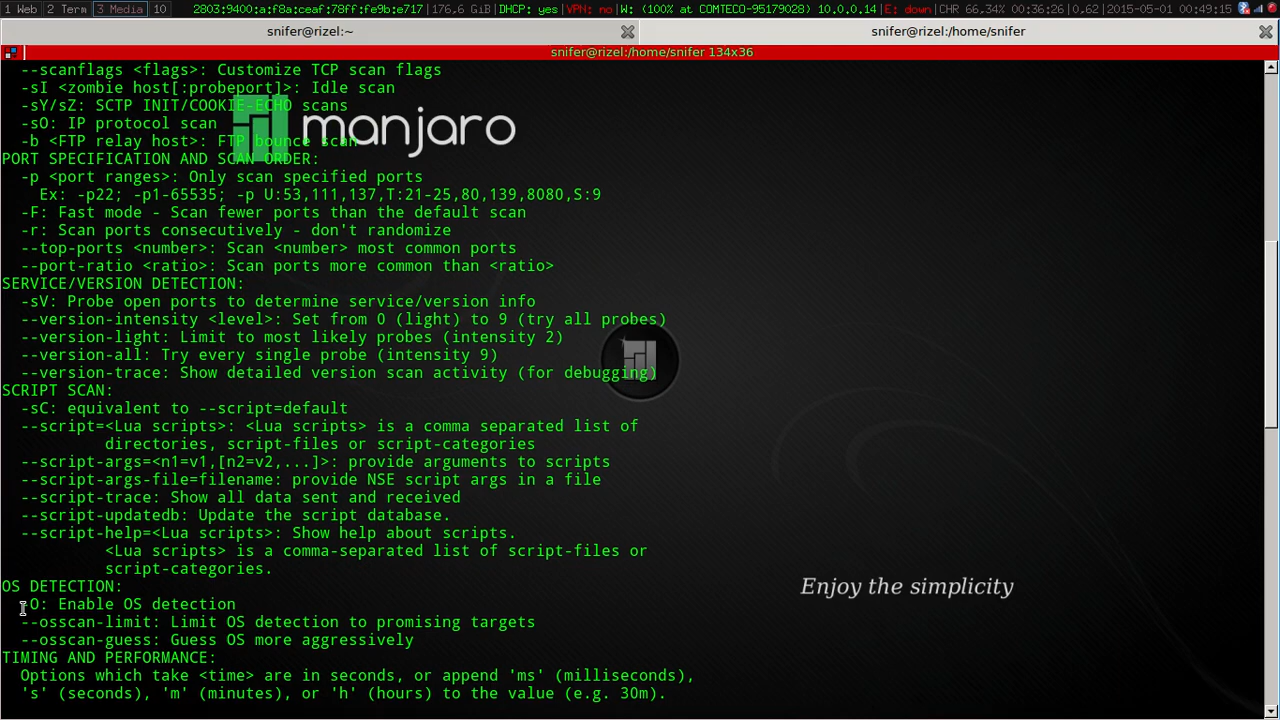 1 Web 2 Term 3 Media 10 2803:9400:a:f8a:ceaf:78ff:fe9b:e717|176,6 GiB|DHCP: yes|VPN: no|W: (100% at COMTECO-95179028) 10.0.0.14|E: down|CHR 66,34% 00:36:26|0,62|2015-05-01 00:49:15
snifer@rizel:~ snifer@rizel:/home/snifer
snifer@rizel:/home/snifer 134x36
--scanflags <flags>: Customize TCP scan flags
-sI <zombie host[:probeport]>: Idle scan
-sY/sZ: SCTP INIT/COOKIE-ECHO scans
-sO: IP protocol scan
-b <FTP relay host>: FTP bounce scan
manjaro
PORT SPECIFICATION AND SCAN ORDER:
-p <port ranges>: Only scan specified ports
Ex: -p22; -p1-65535; -p U:53,111,137,T:21-25,80,139,8080,S:9
-F: Fast mode - Scan fewer ports than the default scan
-r: Scan ports consecutively - don't randomize
--top-ports <number>: Scan <number> most common ports
--port-ratio <ratio>: Scan ports more common than <ratio>
SERVICE/VERSION DETECTION:
-sV: Probe open ports to determine service/version info
--version-intensity <level>: Set from 0 (light) to 9 (try all probes)
--version-light: Limit to most likely probes (intensity 2)
--version-all: Try every single probe (intensity 9)
--version-trace: Show detailed version scan activity (for debugging)
SCRIPT SCAN:
-sC: equivalent to --script=default
--script=<Lua scripts>: <Lua scripts> is a comma separated list of
directories, script-files or script-categories
--script-args=<n1=v1,[n2=v2,...]>: provide arguments to scripts
--script-args-file=filename: provide NSE script args in a file
--script-trace: Show all data sent and received
--script-updatedb: Update the script database.
--script-help=<Lua scripts>: Show help about scripts.
<Lua scripts> is a comma-separated list of script-files or
script-categories.
OS DETECTION:
-O: Enable OS detection
--osscan-limit: Limit OS detection to promising targets
--osscan-guess: Guess OS more aggressively
TIMING AND PERFORMANCE:
Options which take <time> are in seconds, or append 'ms' (milliseconds),
's' (seconds), 'm' (minutes), or 'h' (hours) to the value (e.g. 30m).
Enjoy the simplicity